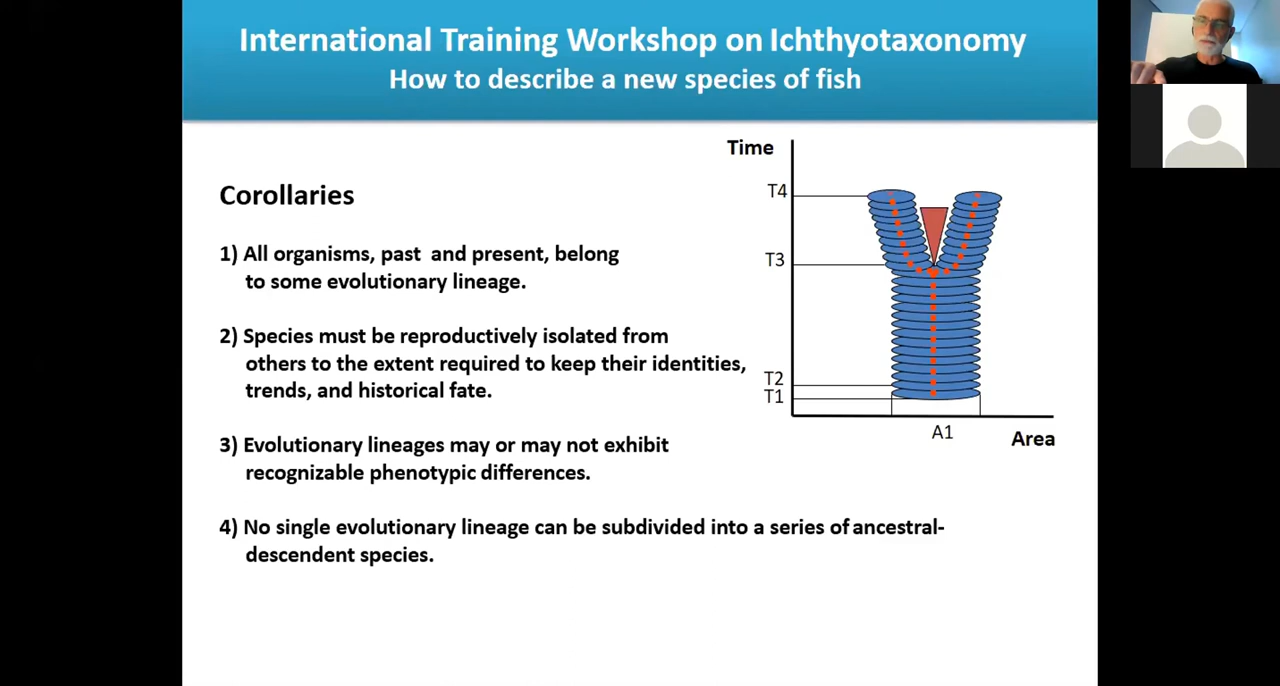 International Training Workshop on Ichthyotaxonomy
How to describe a new species of fish
Corollaries
1) All organisms, past and present, belong
to some evolutionary lineage.
2) Species must be reproductively isolated from
others to the extent required to keep their identities,
trends, and historical fate.
3) Evolutionary lineages may or may not exhibit
recognizable phenotypic differences.
4) No single evolutionary lineage can be subdivided into a series of ancestral-
descendent species.
Time
T4
T3
T2
T1
A1
Area